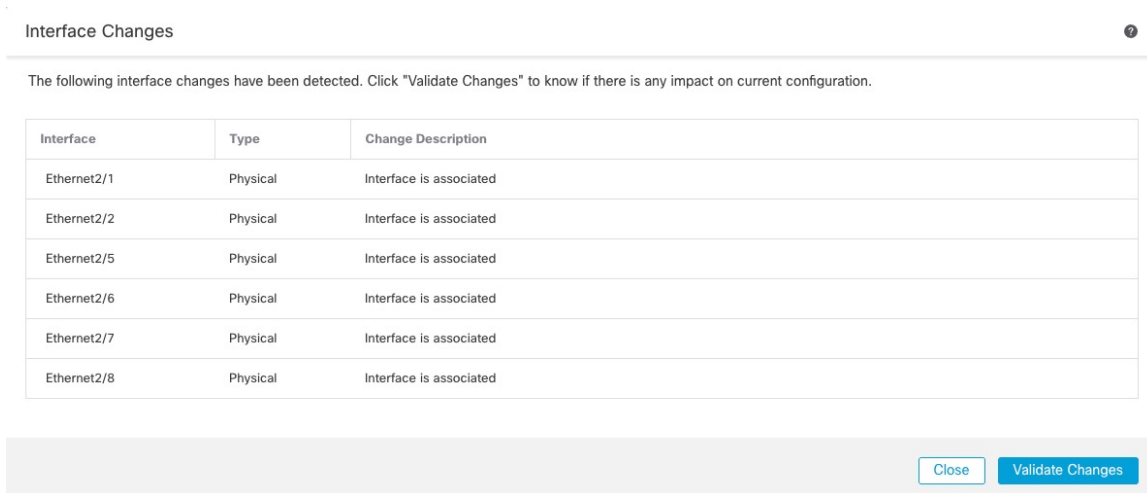 Interface Changes
?
The following interface changes have been detected. Click "Validate Changes" to know if there is any impact on current configuration.
Interface Type Change Description
Ethernet2/1 Physical Interface is associated
Ethernet2/2 Physical Interface is associated
Ethernet2/5 Physical Interface is associated
Ethernet2/6 Physical Interface is associated
Ethernet2/7 Physical Interface is associated
Ethernet2/8 Physical Interface is associated
Close Validate Changes